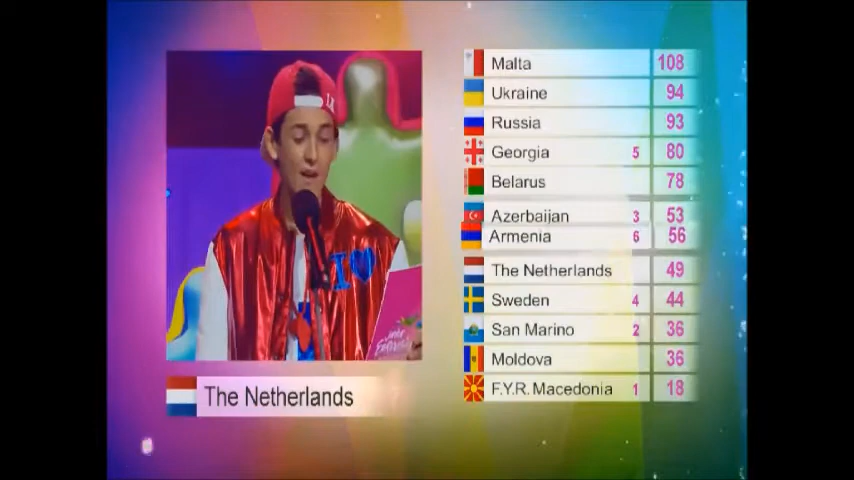 Malta 108
Ukraine 94
Russia 93
Georgia 5 80
Belarus 78
Azerbaijan 3 53
Armenia 6 56
The Netherlands 49
Sweden 4 44
San Marino 2 36
Moldova 36
F.Y.R. Macedonia 1 18
I
The Netherlands